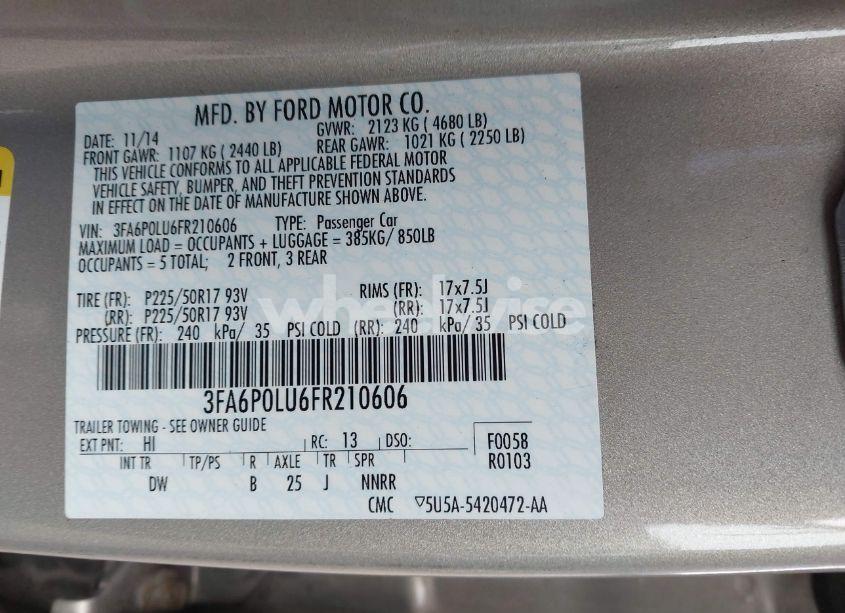 MFD. BY FORD MOTOR CO.
DATE: 11/14 GVWR: 2123 KG ( 4680 LB)
FRONT GAWR: 1107 KG ( 2440 LB) REAR GAWR: 1021 KG ( 2250 LB)
THIS VEHICLE CONFORMS TO ALL APPLICABLE FEDERAL MOTOR
VEHICLE SAFETY, BUMPER, AND THEFT PREVENTION STANDARDS
IN EFFECT ON THE DATE OF MANUFACTURE SHOWN ABOVE.
VIN: 3FA6P0LU6FR210606 TYPE: Passenger Car
MAXIMUM LOAD = OCCUPANTS + LUGGAGE = 385KG/ 850LB
OCCUPANTS = 5 TOTAL; 2 FRONT, 3 REAR
TIRE (FR): P225/50R17 93V RIMS (FR): 17x7.5J
(RR): P225/50R17 93V (RR): 17x7.5J
PRESSURE (FR): 240 kPa/ 35 PSI COLD (RR): 240 kPa/ 35 PSI COLD
wheelwise
3FA6P0LU6FR210606
TRAILER TOWING - SEE OWNER GUIDE
EXT PNT: HI RC: 13 DSO: F0058
INT TR TP/PS R AXLE TR SPR R0103
DW B 25 J NNRR
CMC ▽5U5A-5420472-AA